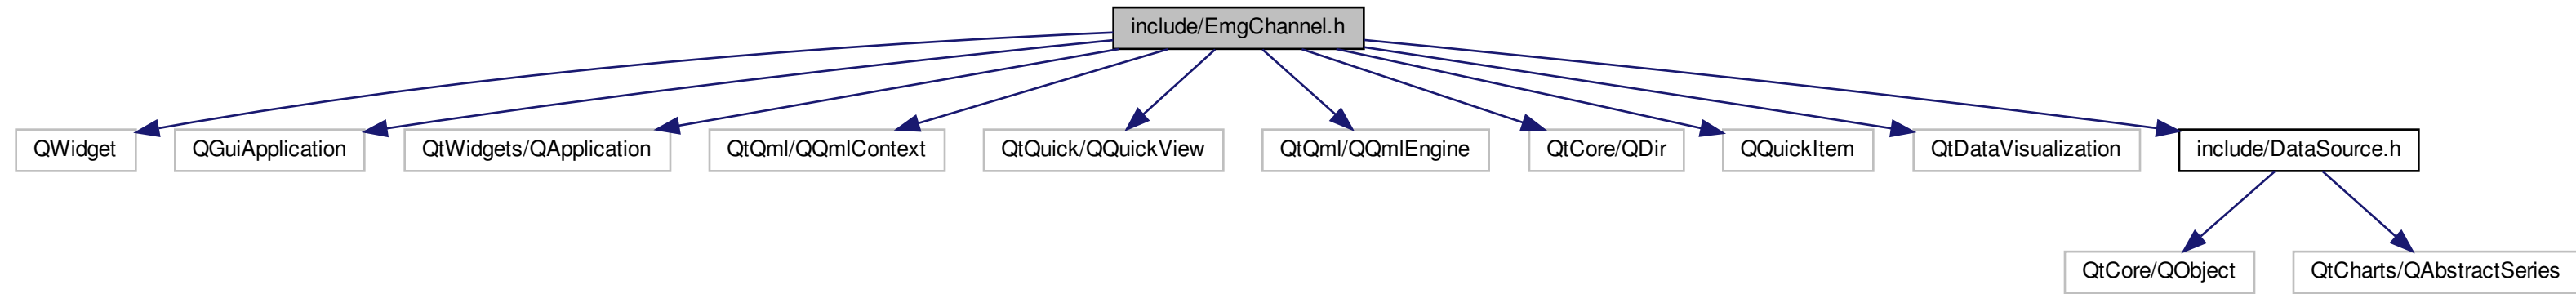 include/EmgChannel.h
QWidget
QGuiApplication
QtWidgets/QApplication
QtQml/QQmlContext
QtQuick/QQuickView
QtQml/QQmlEngine
QtCore/QDir
QQuickItem
QtDataVisualization
include/DataSource.h
QtCore/QObject
QtCharts/QAbstractSeries